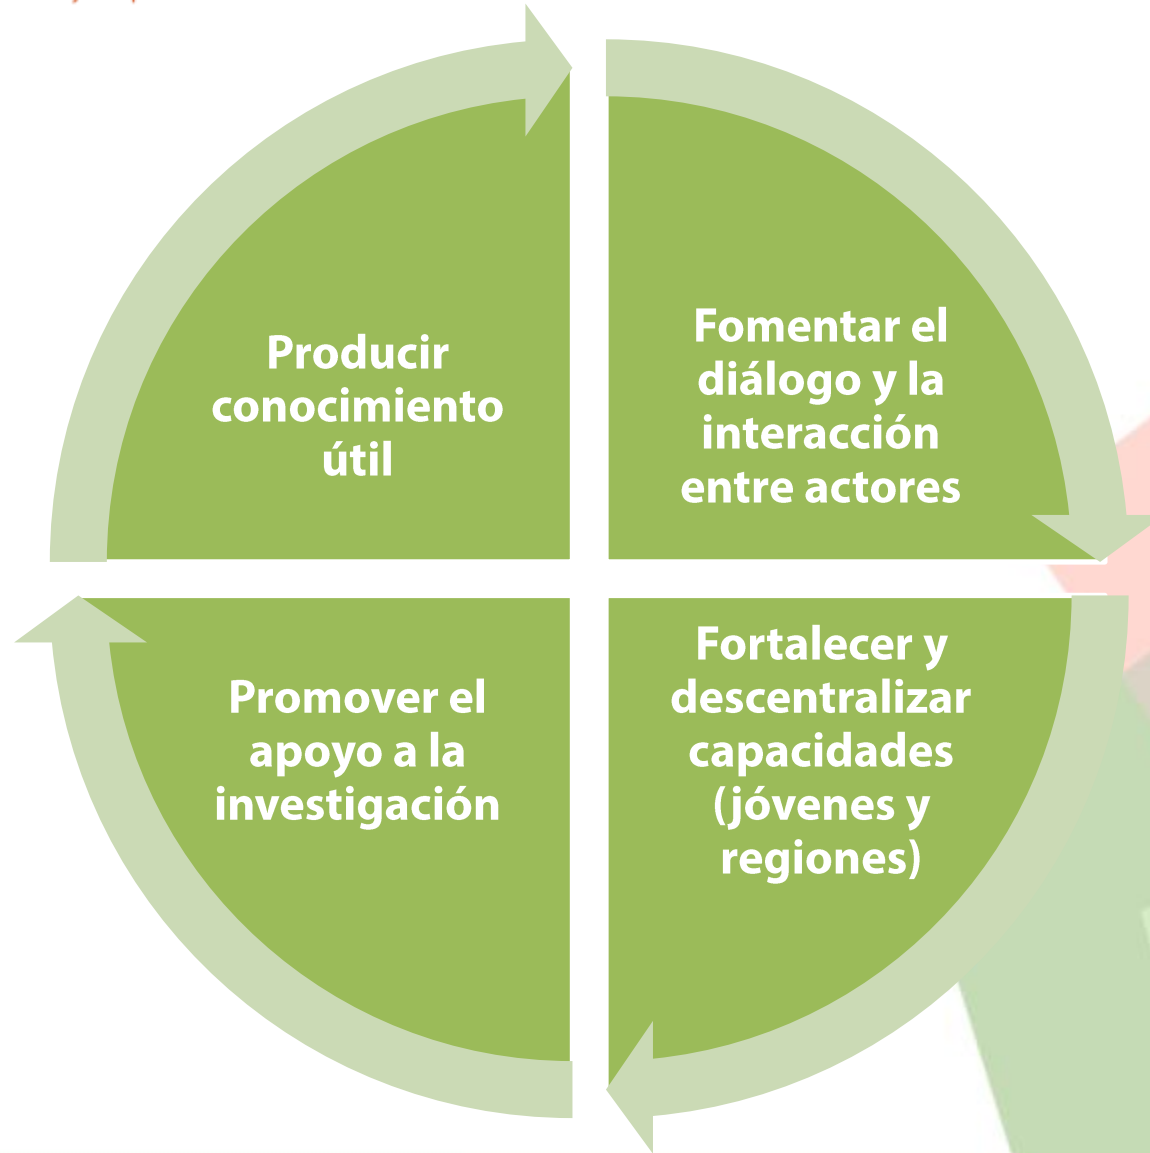 Producir
conocimiento
útil
Fomentar el
diálogo y la
interacción
entre actores
Promover el
apoyo a la
investigación
Fortalecer y
descentralizar
capacidades
(jóvenes y
regiones)